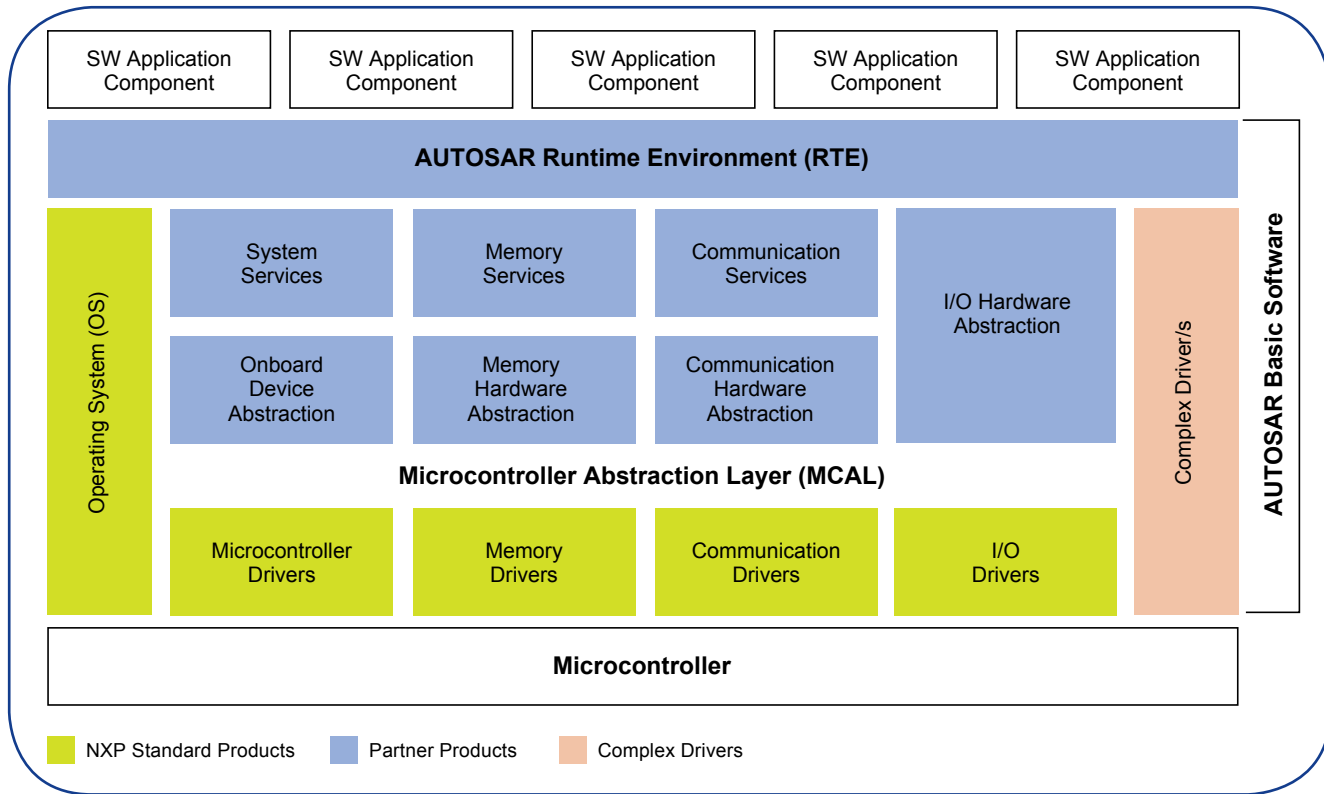 SW Application
Component
SW Application
Component
SW Application
Component
SW Application
Component
SW Application
Component
AUTOSAR Runtime Environment (RTE)
Operating System (OS)
System
Services
Memory
Services
Communication
Services
I/O Hardware
Abstraction
Complex Driver/s
AUTOSAR Basic Software
Onboard
Device
Abstraction
Memory
Hardware
Abstraction
Communication
Hardware
Abstraction
Microcontroller Abstraction Layer (MCAL)
Microcontroller
Drivers
Memory
Drivers
Communication
Drivers
I/O
Drivers
Microcontroller
NXP Standard Products
Partner Products
Complex Drivers